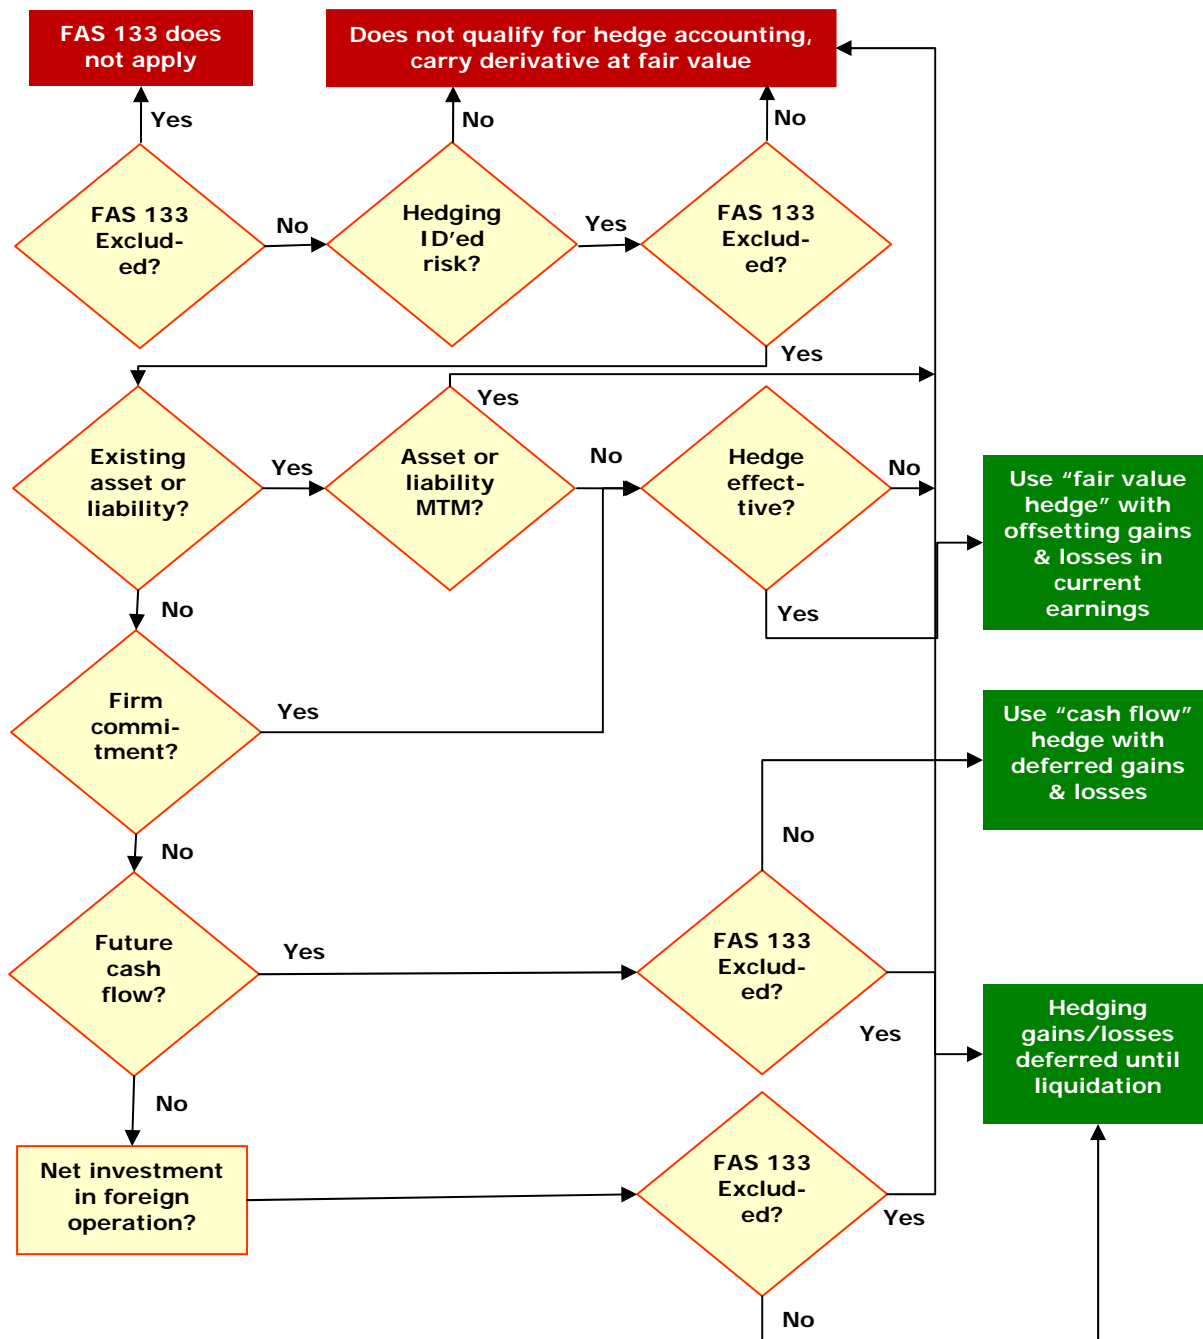 FAS 133 does
not apply
Does not qualify for hedge accounting,
carry derivative at fair value
Yes
No
No
FAS 133
Exclud-
ed?
No
Hedging
ID’ed
risk?
Yes
FAS 133
Exclud-
ed?
Yes
Yes
Existing
asset or
liability?
Yes
Asset or
liability
MTM?
No
Hedge
effec-
tive?
No
Use “fair value
hedge” with
offsetting gains
& losses in
current
earnings
No
Yes
Firm
commi-
tment?
Yes
Use “cash flow”
hedge with
deferred gains
& losses
No
No
Future
cash
flow?
Yes
FAS 133
Exclud-
ed?
Yes
Hedging
gains/losses
deferred until
liquidation
No
Net investment
in foreign
operation?
FAS 133
Exclud-
ed?
Yes
No